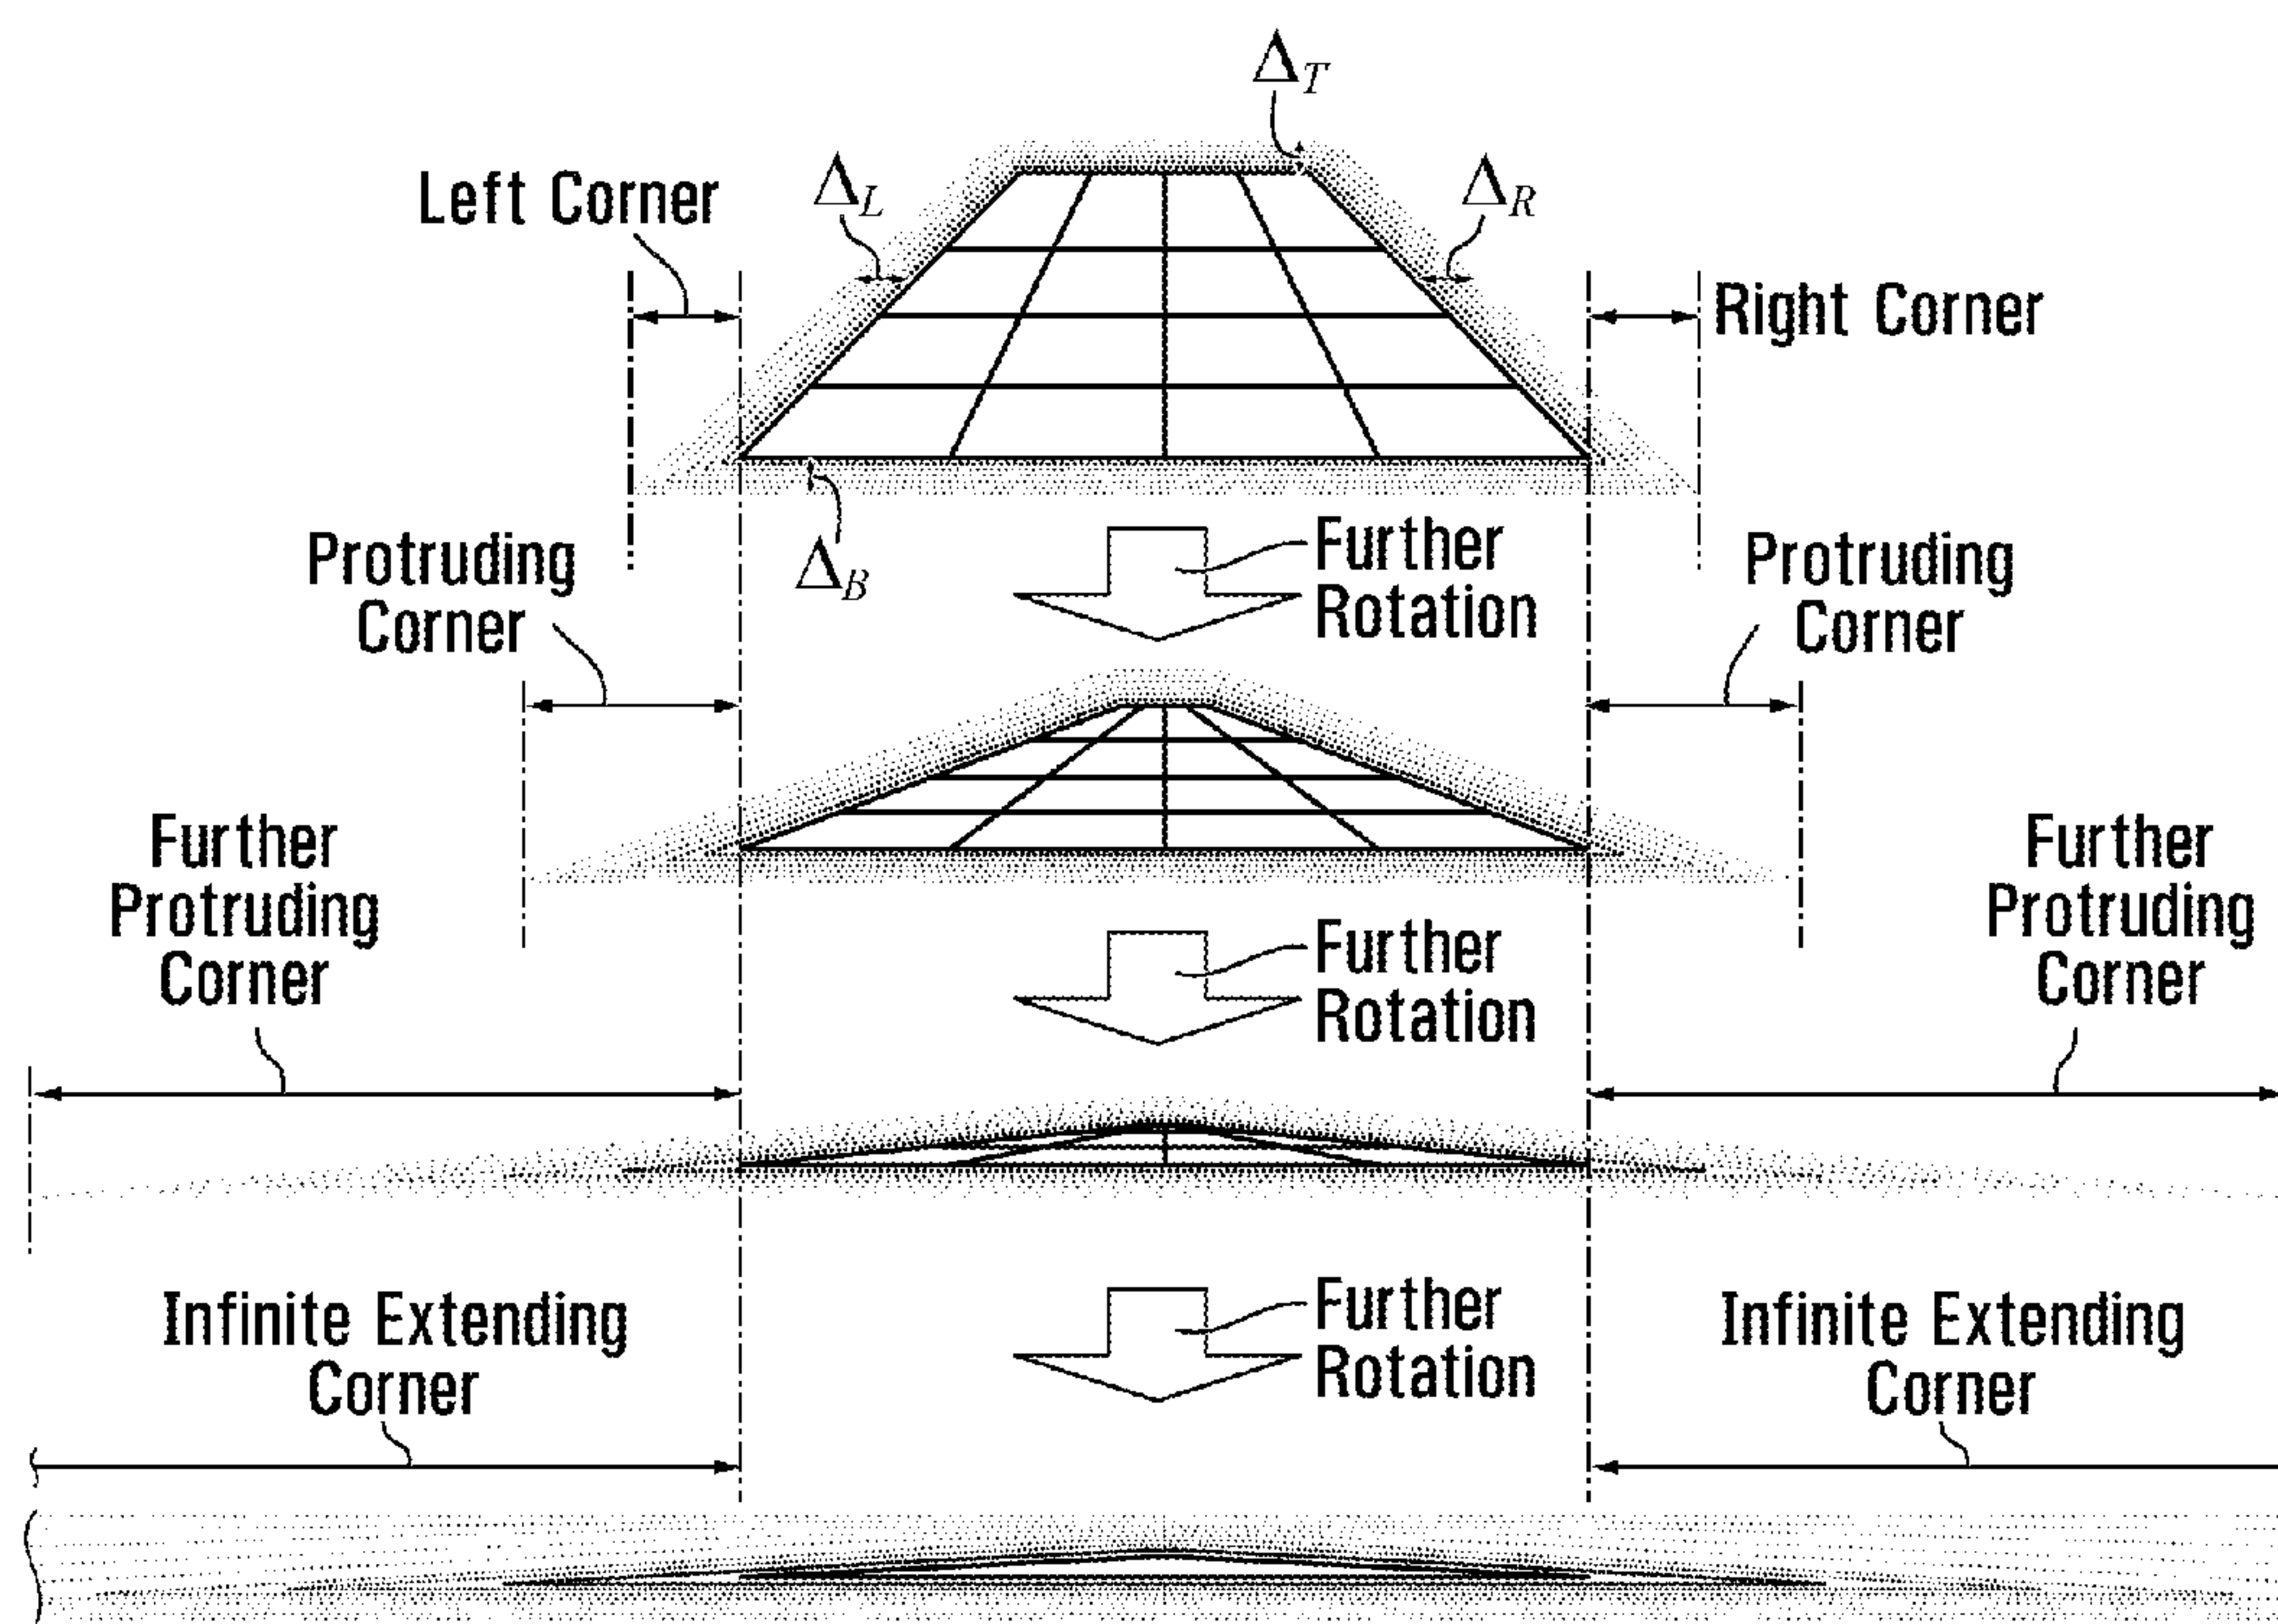 Δ_T
Left Corner
Δ_L
Δ_R
Right Corner
Δ_B
Further
Rotation
Protruding
Corner
Protruding
Corner
Further
Protruding
Corner
Further
Protruding
Corner
Further
Rotation
Infinite Extending
Corner
Further
Rotation
Infinite Extending
Corner